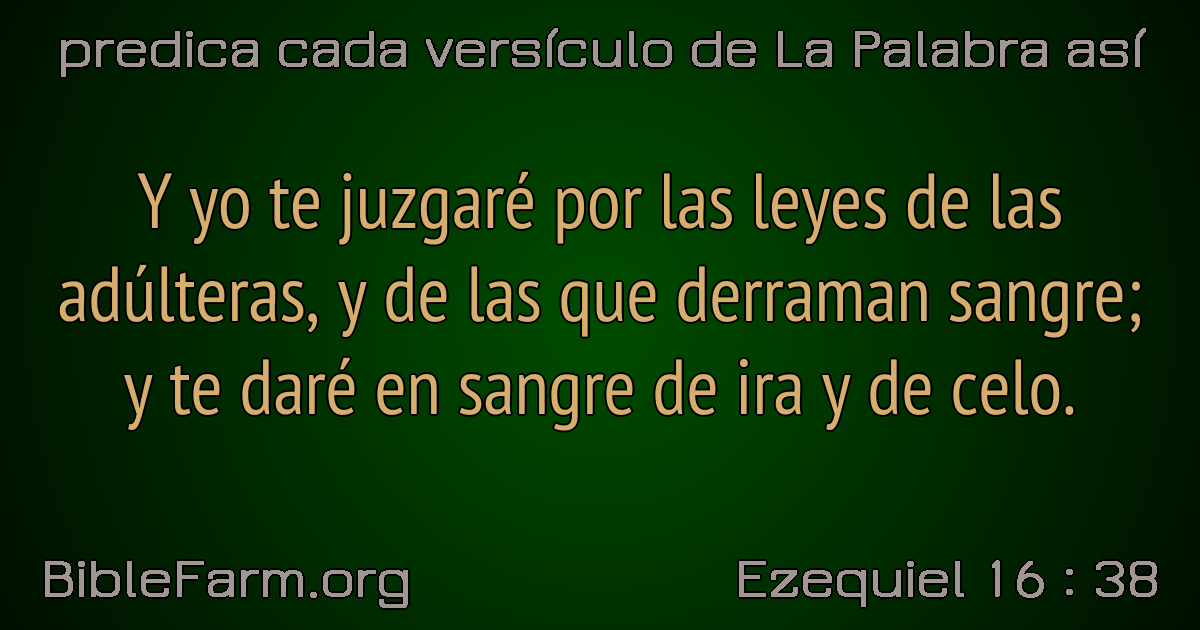 predica cada versículo de La Palabra así
Y yo te juzgaré por las leyes de las
adúlteras, y de las que derraman sangre;
y te daré en sangre de ira y de celo.
BibleFarm.org
Ezequiel 16 : 38